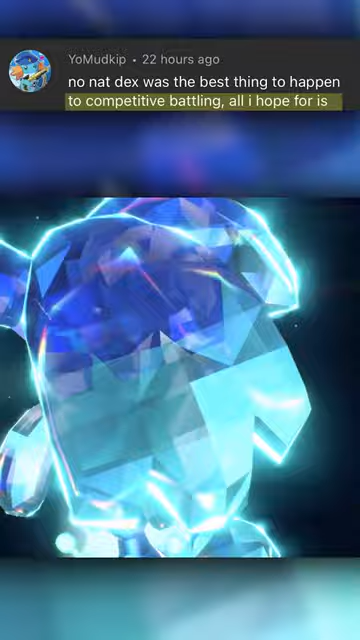 YoMudkip • 22 hours ago
no nat dex was the best thing to happen
to competitive battling, all i hope for is